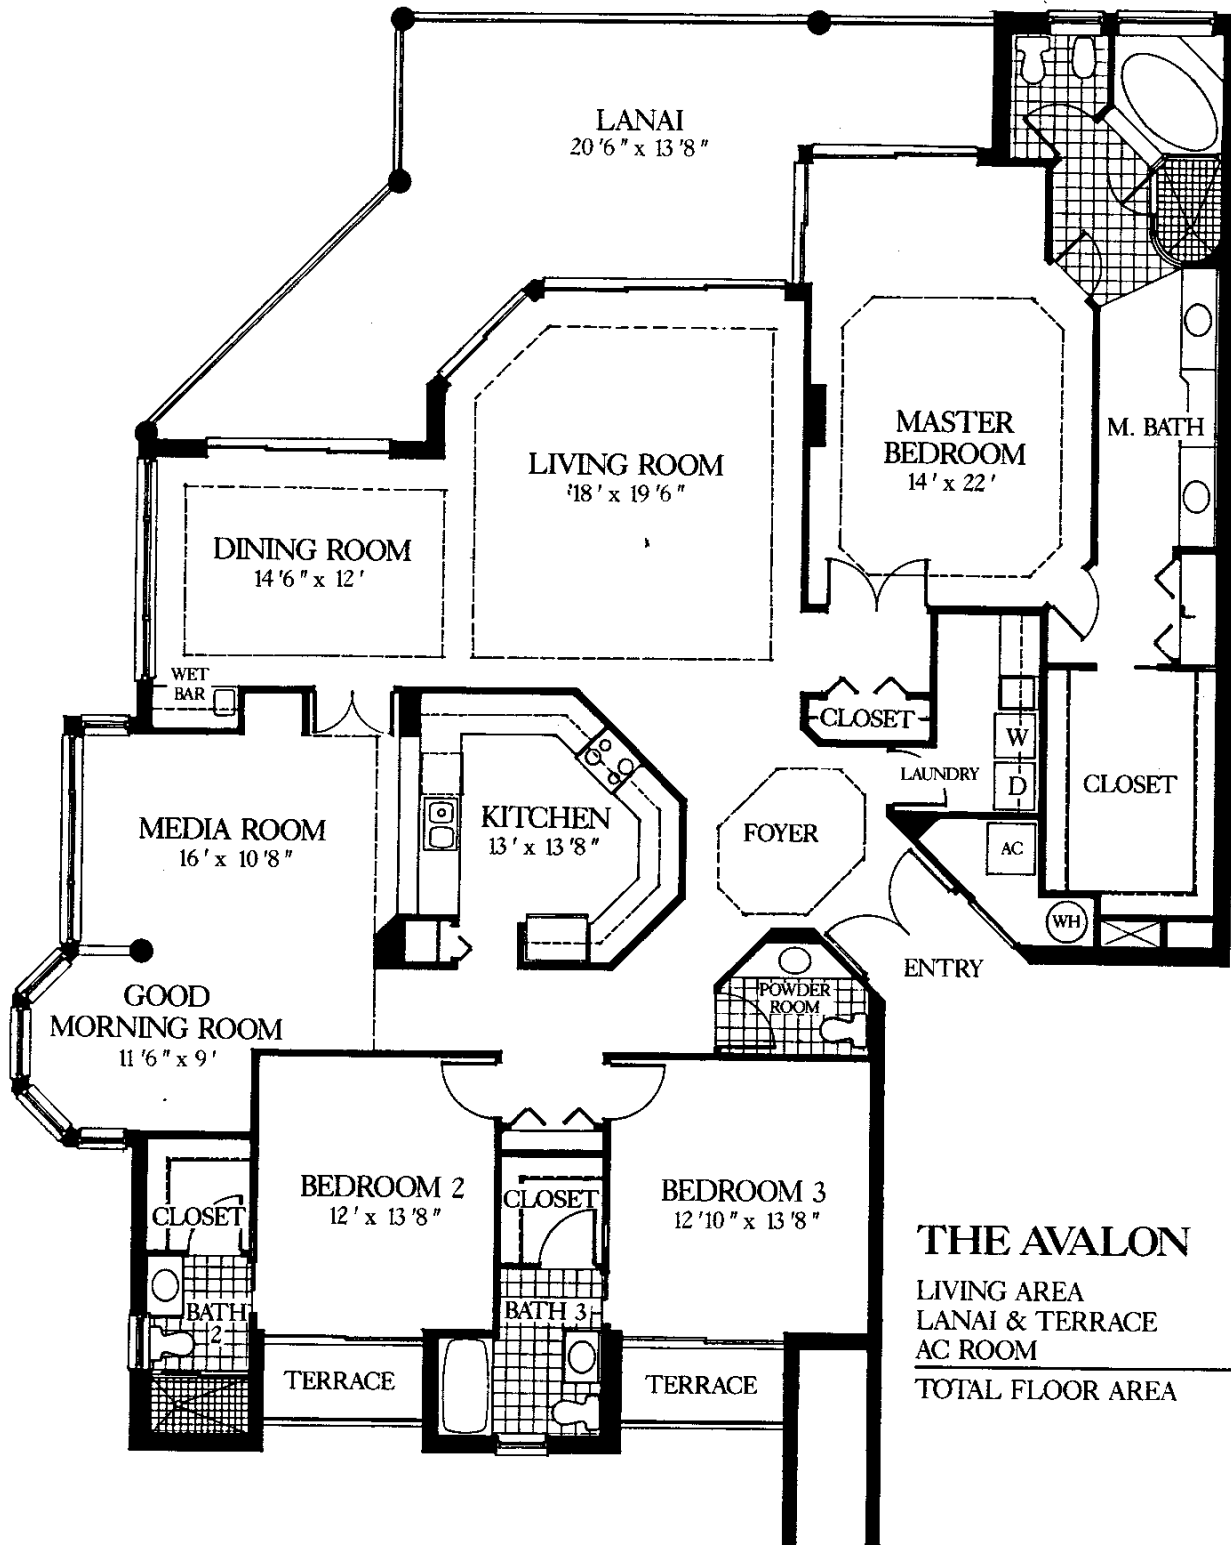 LANAI
20'6" x 13'8"
MASTER
BEDROOM
14' x 22'
M. BATH
LIVING ROOM
18' x 19'6"
DINING ROOM
14'6" x 12'
WET
BAR
CLOSET
LAUNDRY
W
D
CLOSET
MEDIA ROOM
16' x 10'8"
KITCHEN
13' x 13'8"
FOYER
AC
WH
ENTRY
GOOD
MORNING ROOM
11'6" x 9'
POWDER
ROOM
BEDROOM 2
12' x 13'8"
CLOSET
BEDROOM 3
12'10" x 13'8"
CLOSET
BATH
2
BATH 3
TERRACE
TERRACE
THE AVALON
LIVING AREA
LANAI & TERRACE
AC ROOM
TOTAL FLOOR AREA